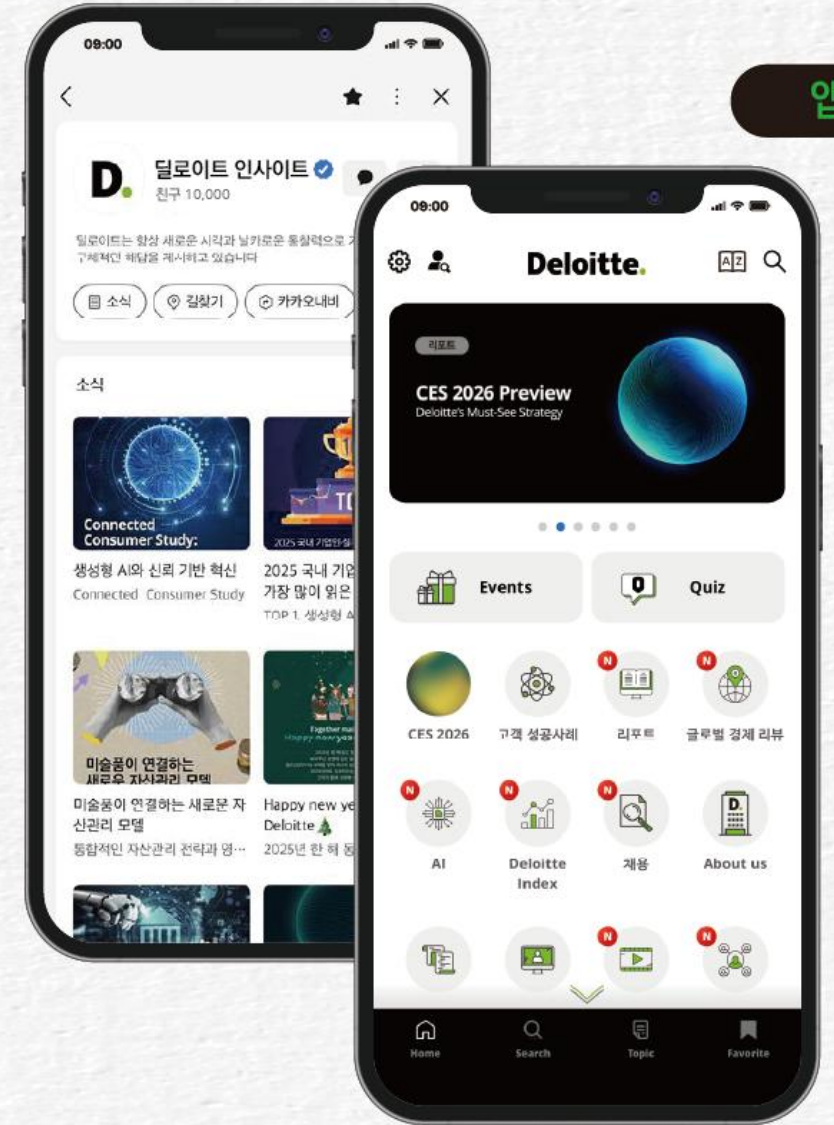 09:00
D.
딜로이트 인사이트
친구 10,000
딜로이트는 항상 새로운 시각과 날카로운 통찰력으로
구체적인 해답을 제시하고 있습니다
소식
길찾기
카카오내비
소식
Connected
Consumer Study:
생성형 AI와 신뢰 기반 혁신
Connected Consumer Study
2025 국내 기업
가장 많이 읽은
TOP 1. 생성형
미술품이 연결하는
새로운 자산관리 모델
미술품이 연결하는 새로운 자
산관리 모델
통합적인 자산관리 전략과 영…
Happy new
Deolitte
2025년 한 해
09:00
Deloitte.
AZ
리포트
CES 2026 Preview
Deloitte's Must-See Strategy
Events
Quiz
CES 2026
고객 성공사례
N
리포트
N
글로벌 경제 리뷰
N
AI
N
Deloitte
Index
N
채용
D.
About us
N
N
Home
Search
Topic
Favorite